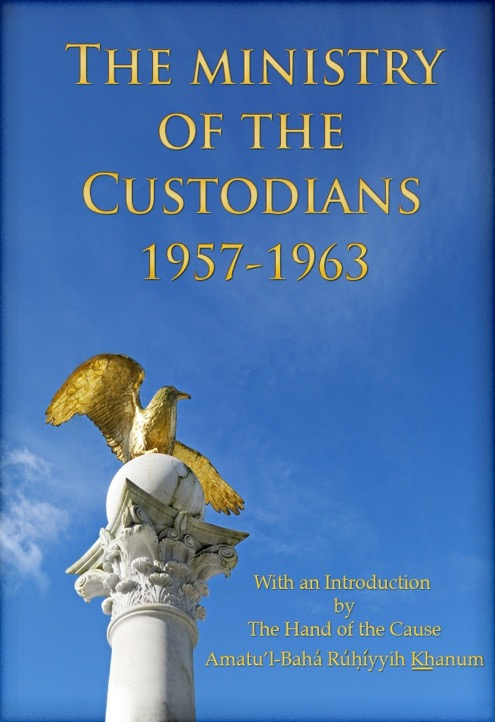 THE MINISTRY
OF THE
CUSTODIANS
1957-1963
With an Introduction
by
The Hand of the Cause
Amatu'l-Bahá Rúḥíyyih Khanum